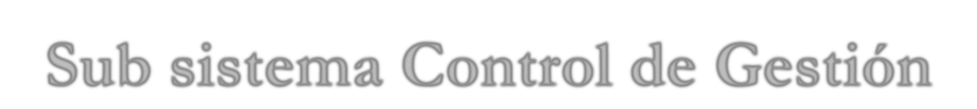 Sub sistema Control de Gestión